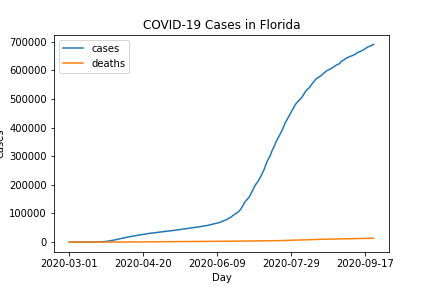 COVID-19 Cases in Florida
cases
deaths
700000
600000
500000
400000
300000
200000
100000
0
cases
2020-03-01 2020-04-20 2020-06-09 2020-07-29 2020-09-17
Day